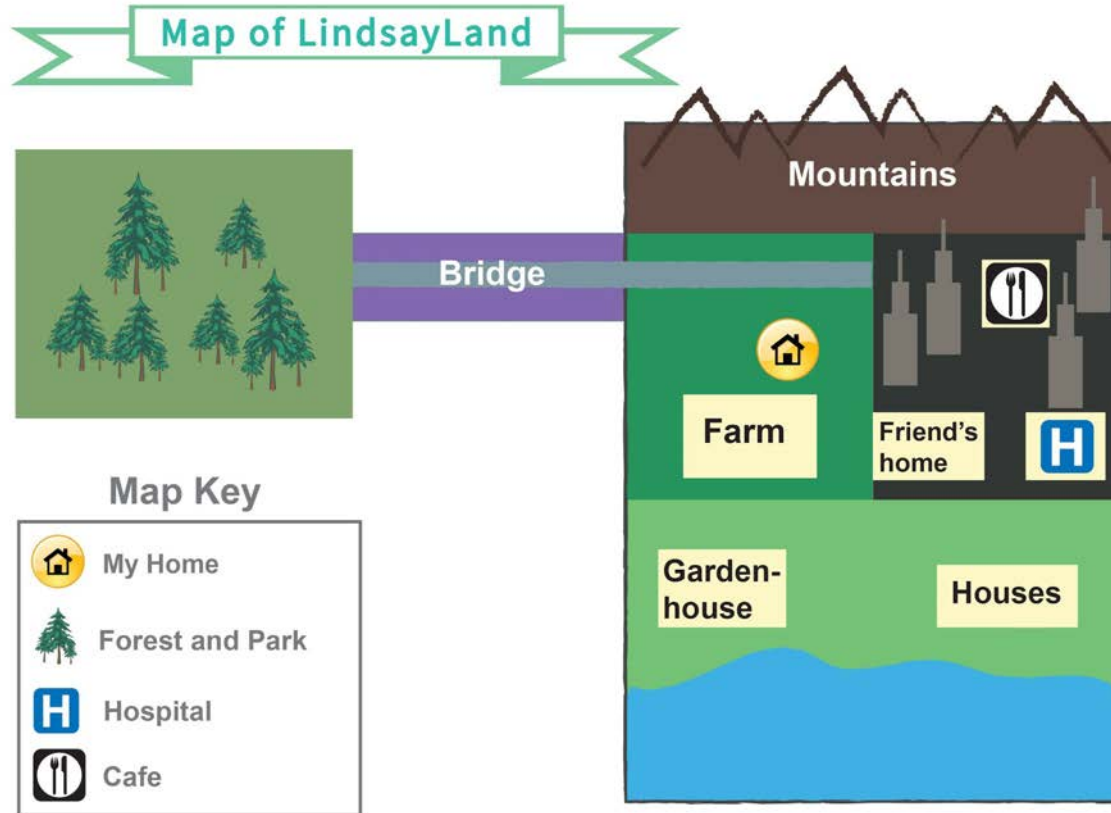 Map of LindsayLand
Mountains
Bridge
Farm
Friend's
home
H
Garden-
house
Houses
Map Key
My Home
Forest and Park
H Hospital
Cafe